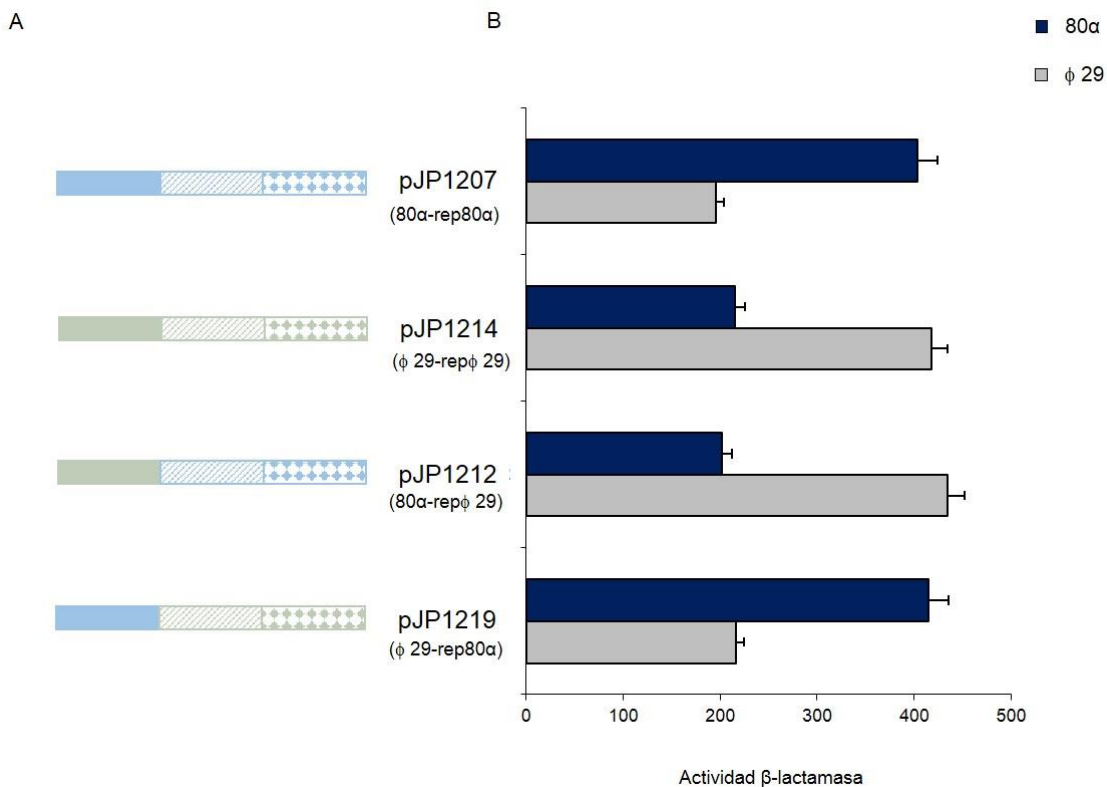 A
B
80α
ϕ 29
pJP1207
(80α-rep80α)
pJP1214
(ϕ 29-repϕ 29)
pJP1212
(80α-repϕ 29)
pJP1219
(ϕ 29-rep80α)
0 100 200 300 400 500
Actividad β-lactamasa